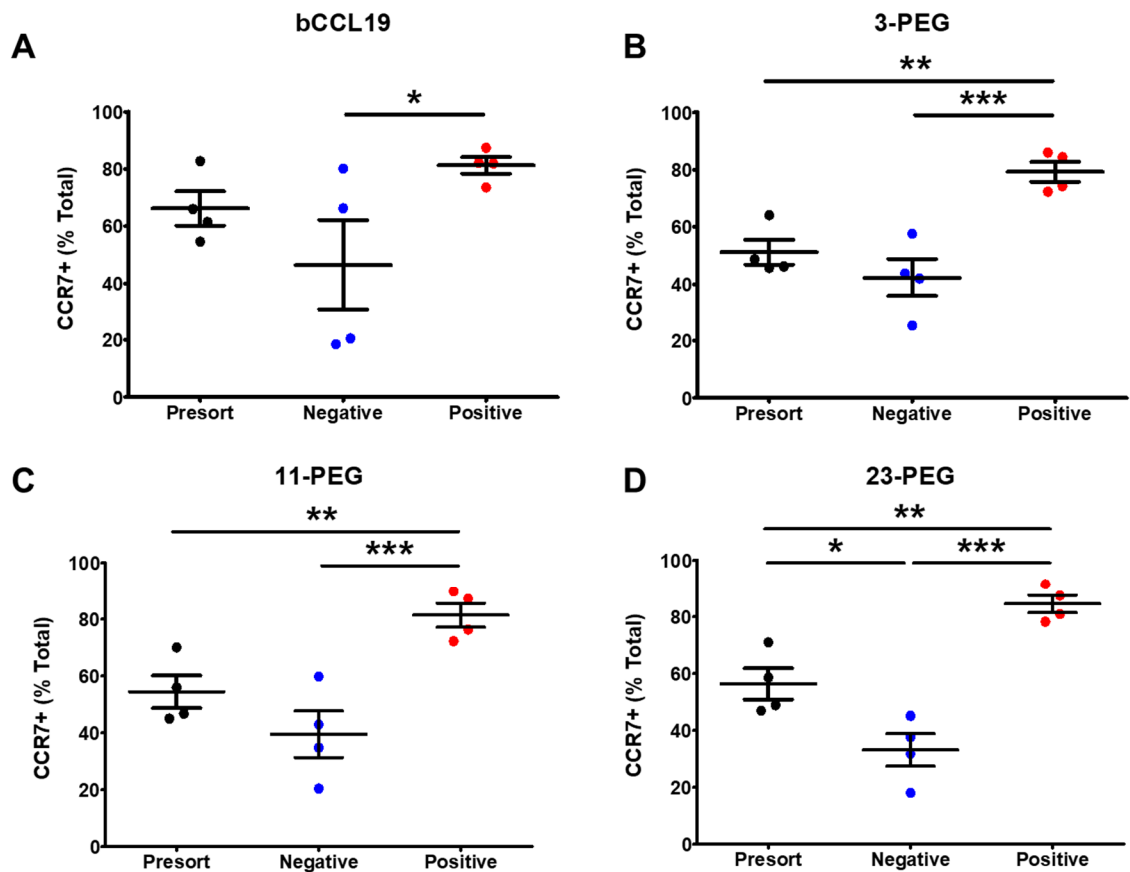 A
bCCL19
*
CCR7+ (% Total)
100
80
60
40
20
0
Presort Negative Positive
B
3-PEG
**
***
CCR7+ (% Total)
100
80
60
40
20
0
Presort Negative Positive
C
11-PEG
**
***
CCR7+ (% Total)
100
80
60
40
20
0
Presort Negative Positive
D
23-PEG
**
* ***
CCR7+ (% Total)
100
80
60
40
20
0
Presort Negative Positive